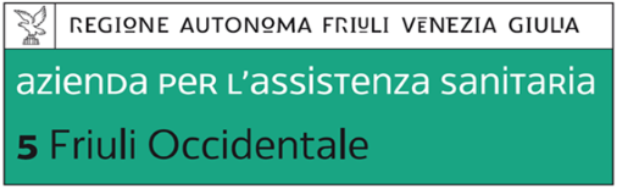 REGIONE AUTONOMA FRIULI VENEZIA GIULIA
azienda per l'assistenza sanitaria
5 Friuli Occidentale